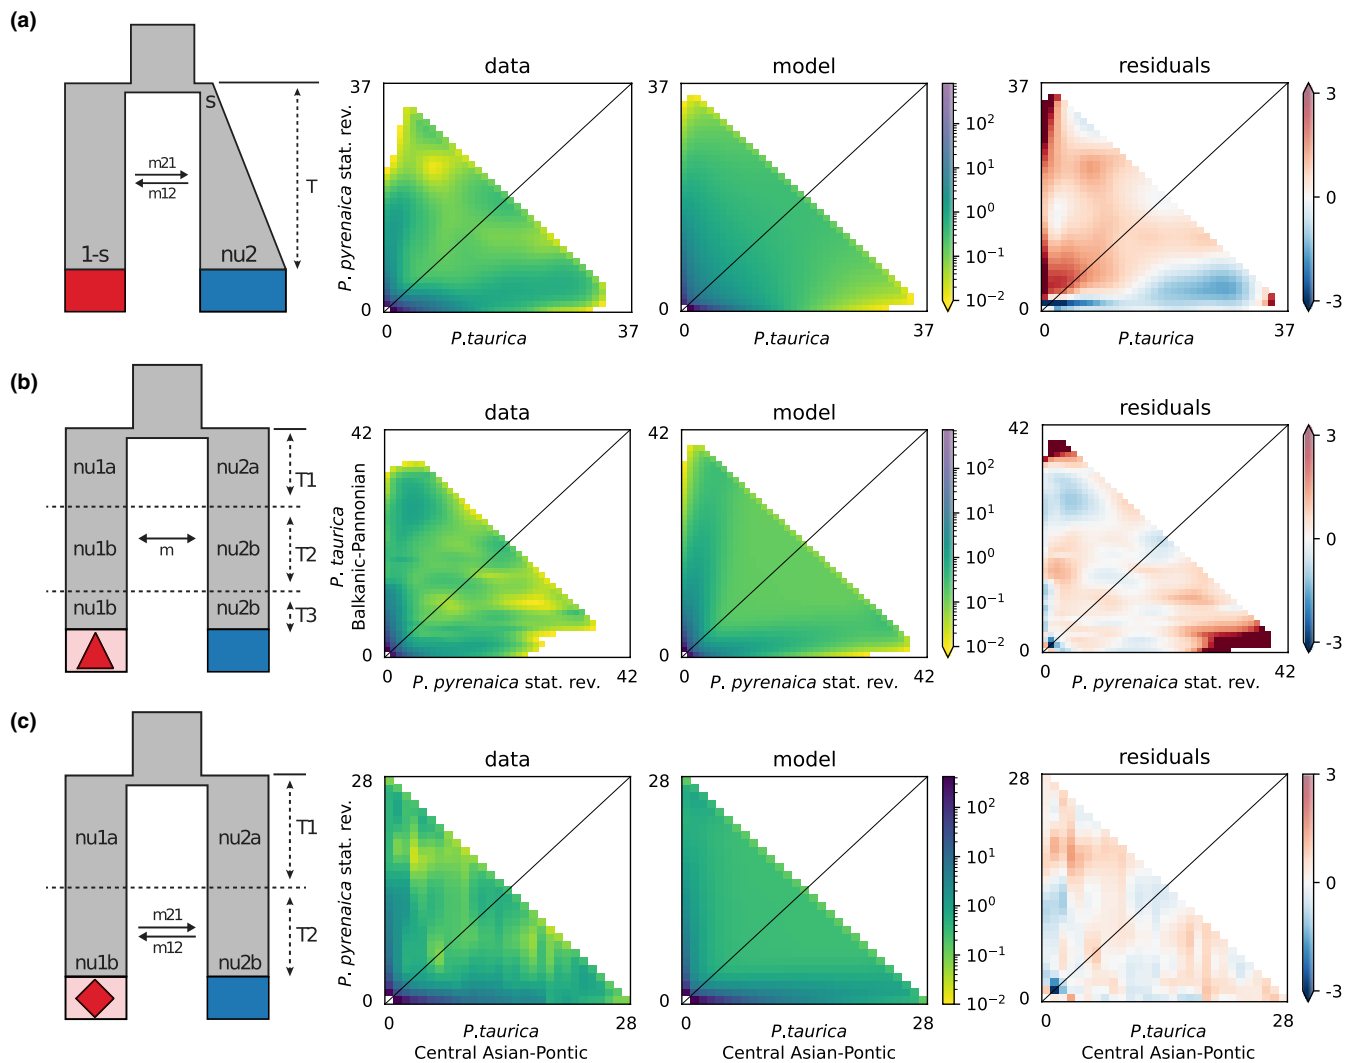 (a)
s
m21
m12
T
1-s
nu2
data
model
residuals
37
P. pyrenaica stat. rev.
0
0
37
P.taurica
10²
10¹
10⁰
10⁻¹
10⁻²
0
37
P.taurica
37
0
0
37
P.taurica
3
0
-3
(b)
nu1a
nu2a
T1
nu1b
m
nu2b
T2
nu1b
nu2b
T3
data
model
residuals
42
P. taurica
Balkanic-Pannonian
0
0
42
P. pyrenaica stat. rev.
42
0
0
42
P. pyrenaica stat. rev.
10²
10¹
10⁰
10⁻¹
10⁻²
42
0
0
42
P. pyrenaica stat. rev.
3
0
-3
(c)
nu1a
nu2a
T1
m21
m12
T2
nu1b
nu2b
data
model
residuals
28
P. pyrenaica stat. rev.
0
0
28
P.taurica
Central Asian-Pontic
28
0
0
28
P.taurica
Central Asian-Pontic
10²
10¹
10⁰
10⁻¹
10⁻²
28
0
0
28
P.taurica
Central Asian-Pontic
3
0
-3